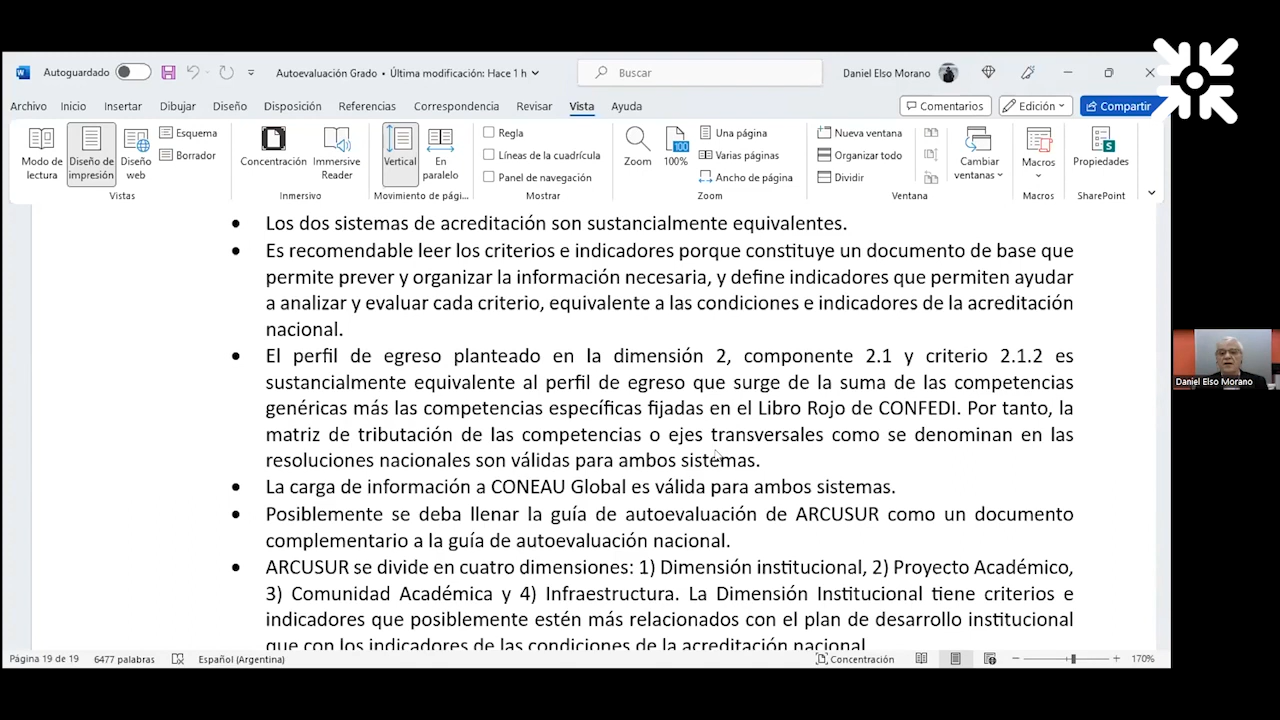 Autoguardado
Autoevaluación Grado • Última modificación: Hace 1 h
Buscar
Daniel Elso Morano
Archivo Inicio Insertar Dibujar Diseño Disposición Referencias Correspondencia Revisar Vista Ayuda
Comentarios Edición Compartir
Modo de lectura
Diseño de impresión
Diseño web
Esquema
Borrador
Vistas
Concentración
Immersive Reader
Inmersivo
Vertical
En paralelo
Movimiento de pági...
Regla
Líneas de la cuadrícula
Panel de navegación
Mostrar
Zoom
100
100%
Una página
Varias páginas
Ancho de página
Zoom
Nueva ventana
Organizar todo
Dividir
Cambiar ventanas
Ventana
Macros
Macros
Propiedades
SharePoint
• Los dos sistemas de acreditación son sustancialmente equivalentes.
• Es recomendable leer los criterios e indicadores porque constituye un documento de base que
permite prever y organizar la información necesaria, y define indicadores que permiten ayudar
a analizar y evaluar cada criterio, equivalente a las condiciones e indicadores de la acreditación
nacional.
• El perfil de egreso planteado en la dimensión 2, componente 2.1 y criterio 2.1.2 es
sustancialmente equivalente al perfil de egreso que surge de la suma de las competencias
genéricas más las competencias específicas fijadas en el Libro Rojo de CONFEDI. Por tanto, la
matriz de tributación de las competencias o ejes transversales como se denominan en las
resoluciones nacionales son válidas para ambos sistemas.
• La carga de información a CONEAU Global es válida para ambos sistemas.
• Posiblemente se deba llenar la guía de autoevaluación de ARCUSUR como un documento
complementario a la guía de autoevaluación nacional.
• ARCUSUR se divide en cuatro dimensiones: 1) Dimensión institucional, 2) Proyecto Académico,
3) Comunidad Académica y 4) Infraestructura. La Dimensión Institucional tiene criterios e
indicadores que posiblemente estén más relacionados con el plan de desarrollo institucional
que con los indicadores de las condiciones de la acreditación nacional
Daniel Elso Morano
Página 19 de 19 6477 palabras Español (Argentina) Concentración 170%